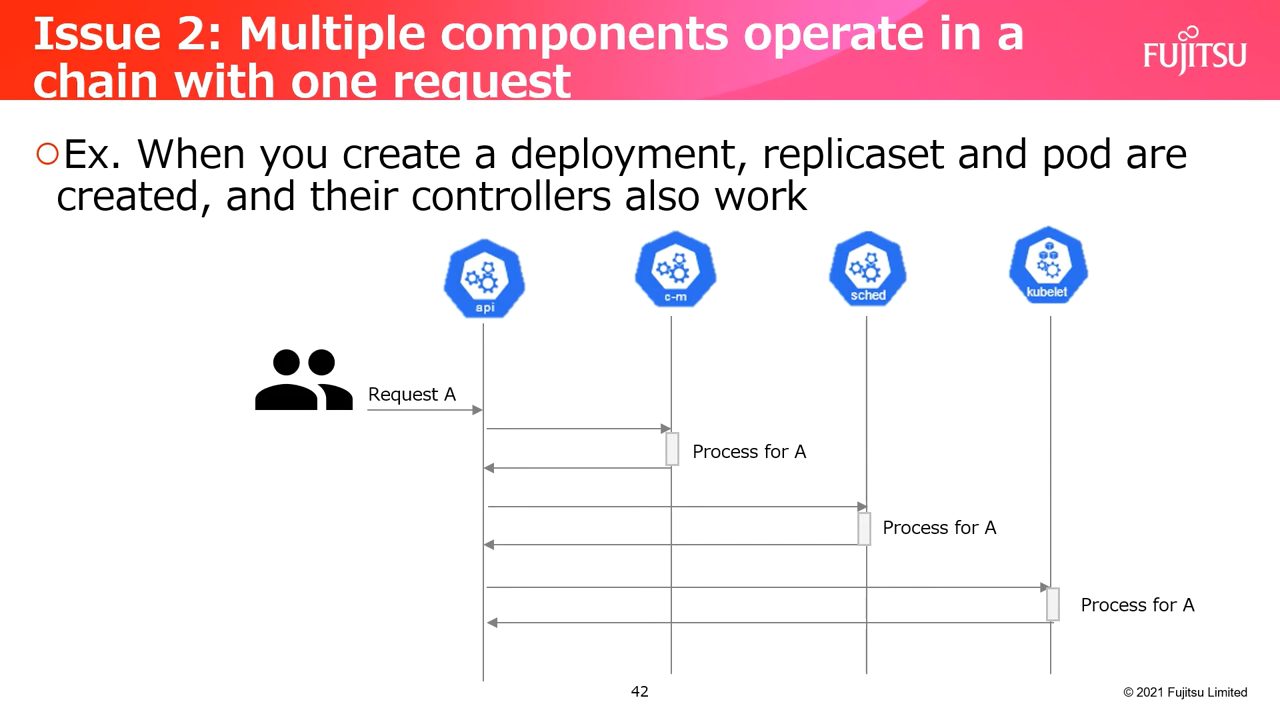 Issue 2: Multiple components operate in a
chain with one request
FUJITSU
Ex. When you create a deployment, replicaset and pod are
created, and their controllers also work
api
c-m
sched
kubelet
Request A
Process for A
Process for A
Process for A
42
© 2021 Fujitsu Limited